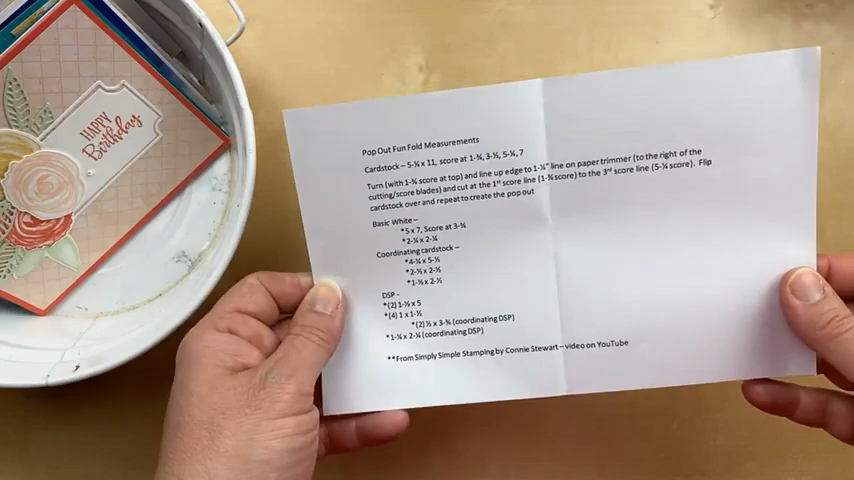 HAPPY
Birthday
Pop Out Fun Fold Measurements
Cardstock – 5-½ x 11, score at 1-¾, 3-½, 5-¼, 7
Turn (with 1-¾ score at top) and line up edge to 1-¼" line on paper trimmer (to the right of the
cutting/score blades) and cut at the 1st score line (1-¾ score) to the 3rd score line (5-¼ score). Flip
cardstock over and repeat to create the pop out
Basic White –
*5 x 7, Score at 3-¾
*2-¼ x 2-¼
Coordinating cardstock –
*4-¼ x 5-½
*2-½ x 2-½
*1-½ x 2-½
DSP -
*(2) 1-½ x 5
*(4) 1 x 1-½
*(2) ½ x 3-¾ (coordinating DSP)
*1-¼ x 2-¼ (coordinating DSP)
**From Simply Simple Stamping by Connie Stewart – video on YouTube